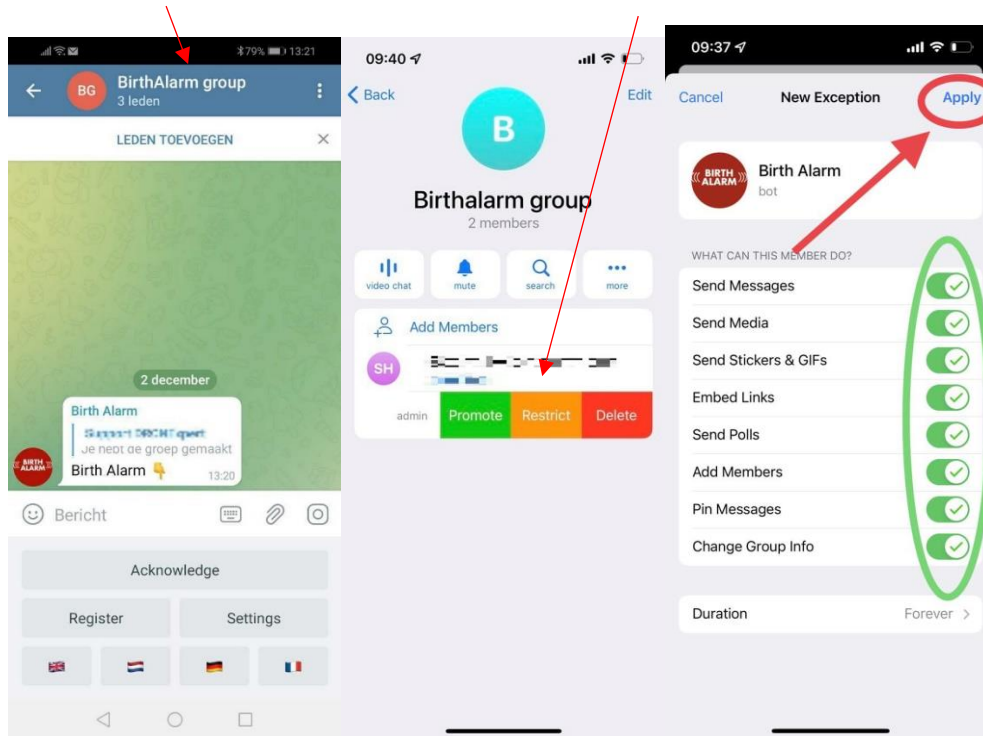 79% 13:21
BG
BirthAlarm group
3 leden
LEDEN TOEVOEGEN
2 december
Birth Alarm
Support
Je hebt de groep gemaakt
Birth Alarm 👇
13:20
BIRTH
ALARM
Bericht
Acknowledge
Register Settings
09:40
Back Edit
B
Birthalarm group
2 members
video chat mute search more
Add Members
SH
admin Promote Restrict Delete
09:37
Cancel New Exception Apply
BIRTH
ALARM
Birth Alarm
bot
WHAT CAN THIS MEMBER DO?
Send Messages
Send Media
Send Stickers & GIFs
Embed Links
Send Polls
Add Members
Pin Messages
Change Group Info
Duration Forever